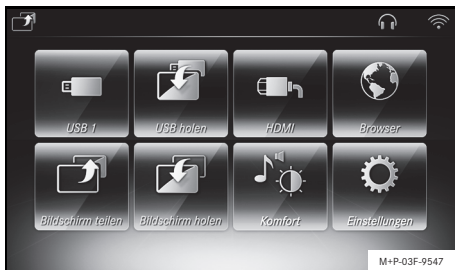 USB 1
USB holen
HDMI
Browser
Bildschirm teilen
Bildschirm holen
Komfort
Einstellungen
M+P-03F-9547